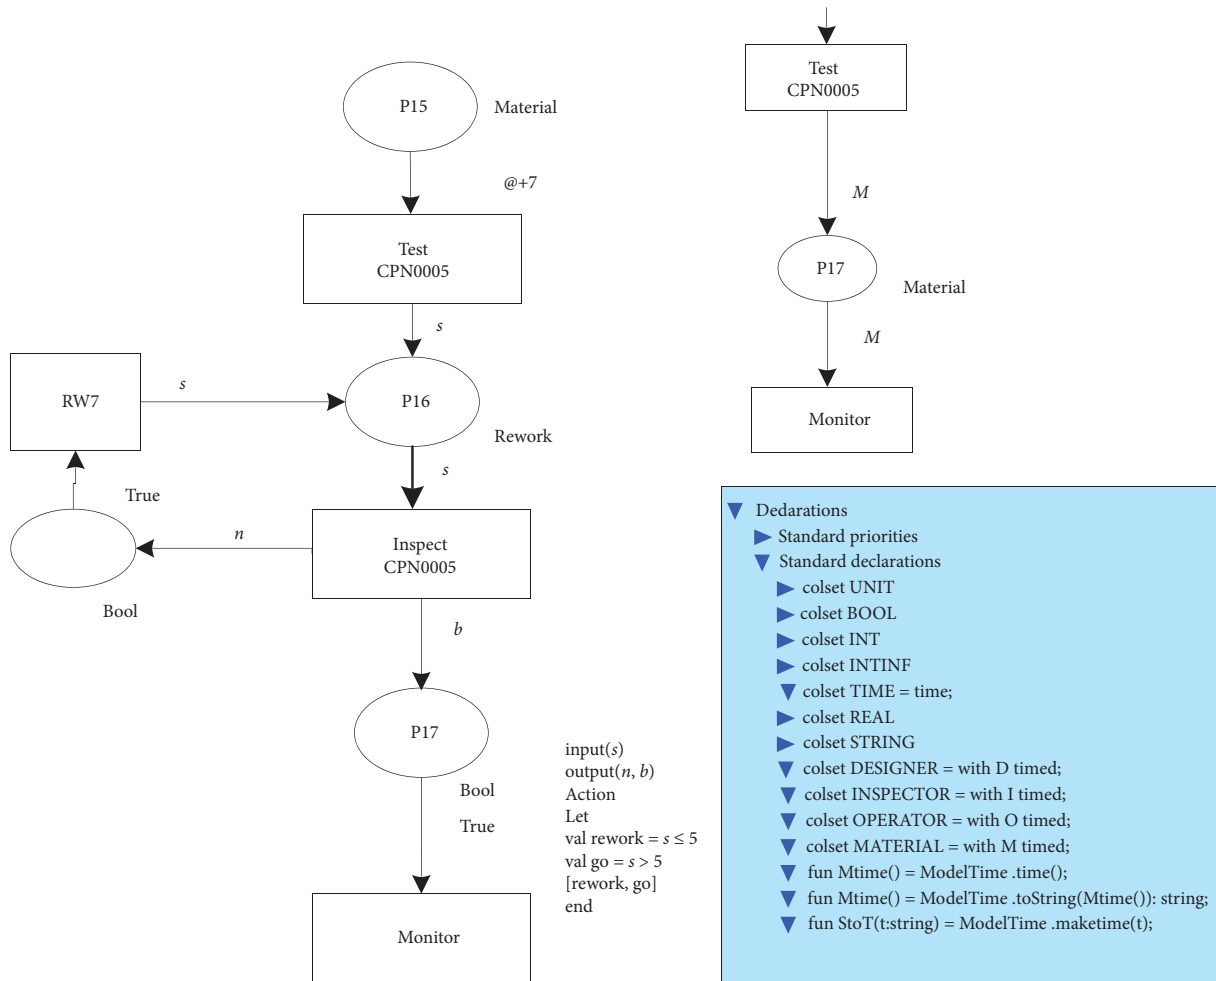 P15
Material
@+7
Test
CPN0005
s
RW7
s
P16
Rework
s
True
n
Inspect
CPN0005
Bool
b
P17
Bool
True
Monitor
input(s)
output(n, b)
Action
Let
val rework = s ≤ 5
val go = s > 5
[rework, go]
end
Test
CPN0005
M
P17
Material
M
Monitor
Dedarations
Standard priorities
Standard declarations
colset UNIT
colset BOOL
colset INT
colset INTINF
colset TIME = time;
colset REAL
colset STRING
colset DESIGNER = with D timed;
colset INSPECTOR = with I timed;
colset OPERATOR = with O timed;
colset MATERIAL = with M timed;
fun Mtime() = ModelTime .time();
fun Mtime() = ModelTime .toString(Mtime()): string;
fun StoT(t:string) = ModelTime .maketime(t);